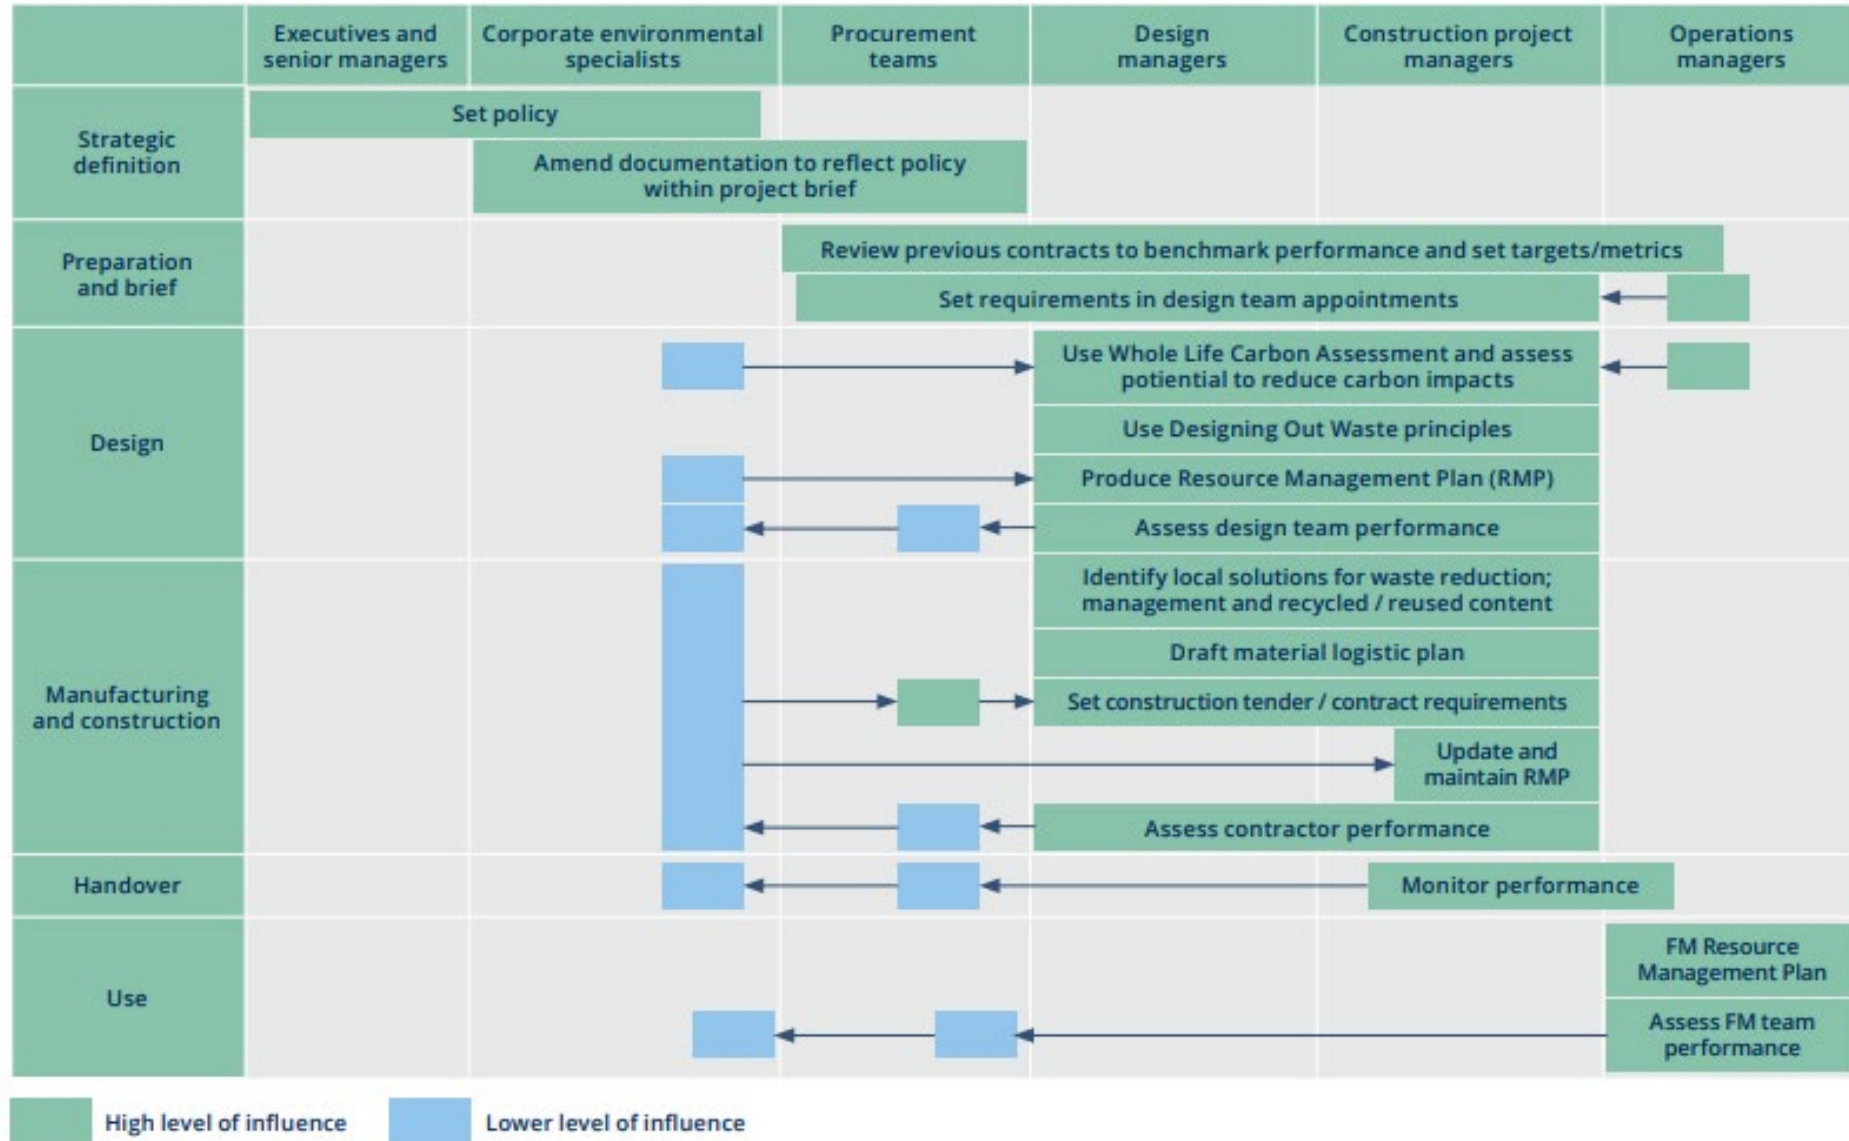 Executives and
senior managers
Corporate environmental
specialists
Procurement
teams
Design
managers
Construction project
managers
Operations
managers
Strategic
definition
Set policy
Amend documentation to reflect policy
within project brief
Preparation
and brief
Review previous contracts to benchmark performance and set targets/metrics
Set requirements in design team appointments
Design
Use Whole Life Carbon Assessment and assess
potiential to reduce carbon impacts
Use Designing Out Waste principles
Produce Resource Management Plan (RMP)
Assess design team performance
Manufacturing
and construction
Identify local solutions for waste reduction;
management and recycled / reused content
Draft material logistic plan
Set construction tender / contract requirements
Update and
maintain RMP
Assess contractor performance
Handover
Monitor performance
Use
FM Resource
Management Plan
Assess FM team
performance
High level of influence
Lower level of influence